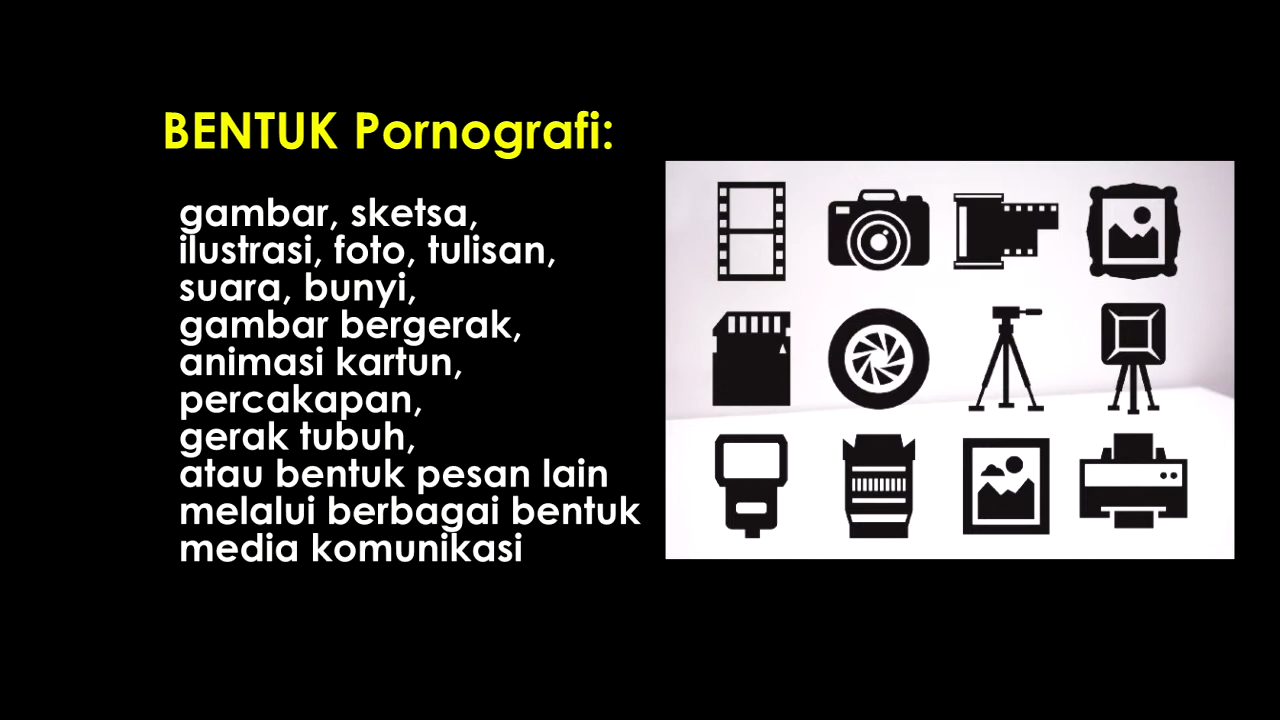 BENTUK Pornografi:
gambar, sketsa,
ilustrasi, foto, tulisan,
suara, bunyi,
gambar bergerak,
animasi kartun,
percakapan,
gerak tubuh,
atau bentuk pesan lain
melalui berbagai bentuk
media komunikasi